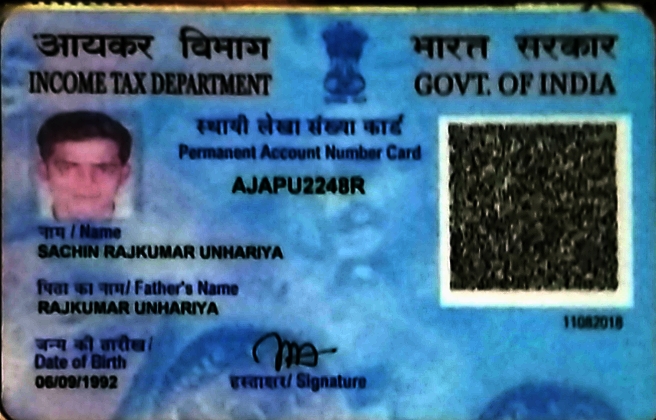 आयकर विभाग
INCOME TAX DEPARTMENT
भारत सरकार
GOVT. OF INDIA
स्थायी लेखा संख्या कार्ड
Permanent Account Number Card
AJAPU2248R
नाम / Name
SACHIN RAJKUMAR UNHARIYA
पिता का नाम/ Father's Name
RAJKUMAR UNHARIYA
जन्म की तारीख/
Date of Birth
06/09/1992
हस्ताक्षर/ Signature
11082018